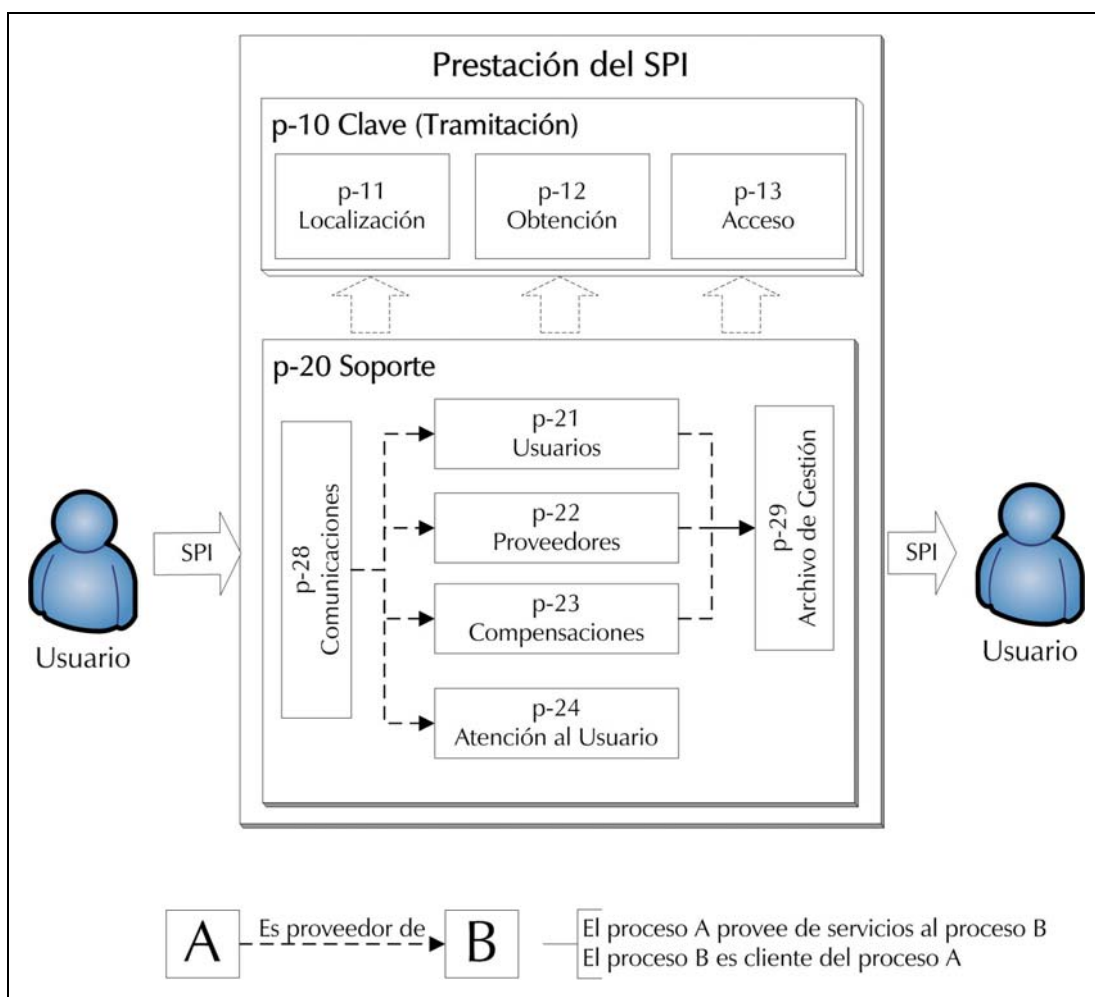 Prestación del SPI
p-10 Clave (Tramitación)
p-11
Localización
p-12
Obtención
p-13
Acceso
p-20 Soporte
p-28
Comunicaciones
p-21
Usuarios
p-22
Proveedores
p-23
Compensaciones
p-24
Atención al Usuario
p-29
Archivo de Gestión
SPI
Usuario
SPI
Usuario
A
Es proveedor de
B
El proceso A provee de servicios al proceso B
El proceso B es cliente del proceso A